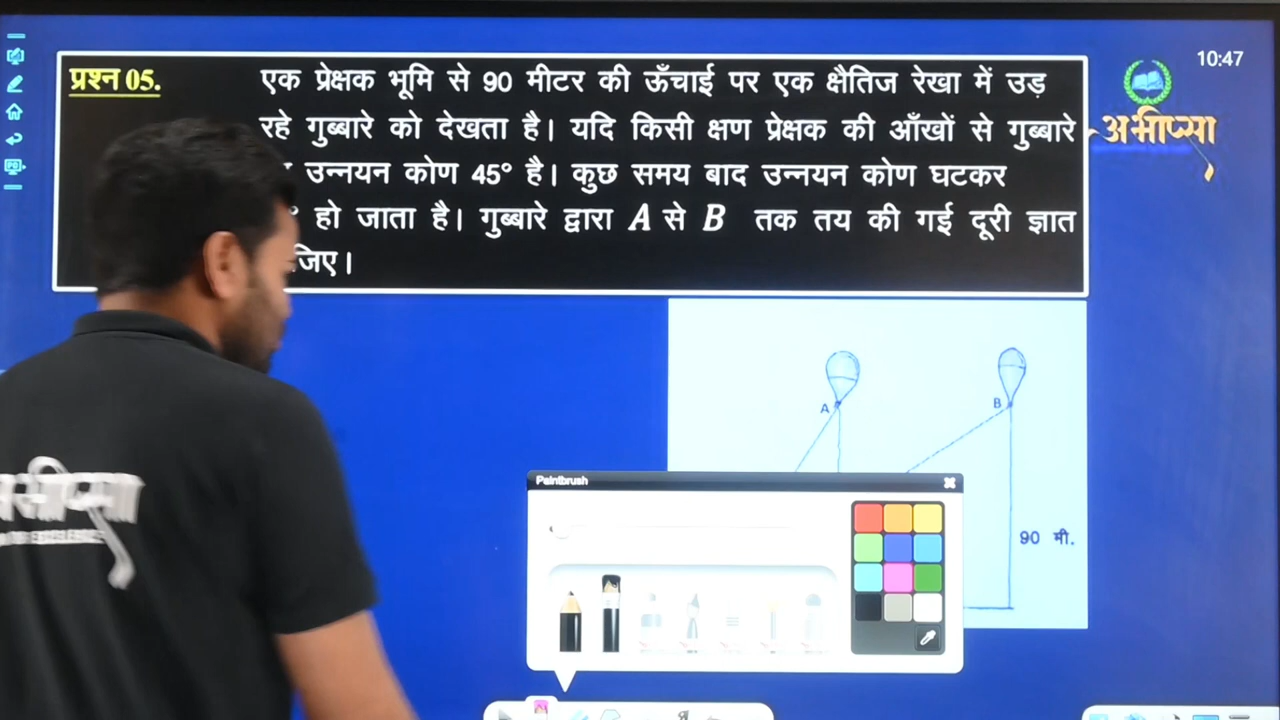 10:47
प्रश्न 05.
एक प्रेक्षक भूमि से 90 मीटर की ऊँचाई पर एक क्षैतिज रेखा में उड़
रहे गुब्बारे को देखता है। यदि किसी क्षण प्रेक्षक की आँखों से गुब्बारे
उन्नयन कोण 45° है। कुछ समय बाद उन्नयन कोण घटकर
हो जाता है। गुब्बारे द्वारा A से B तक तय की गई दूरी ज्ञात
जिए।
अभीप्सा
A
B
Paintbrush
90 मी.